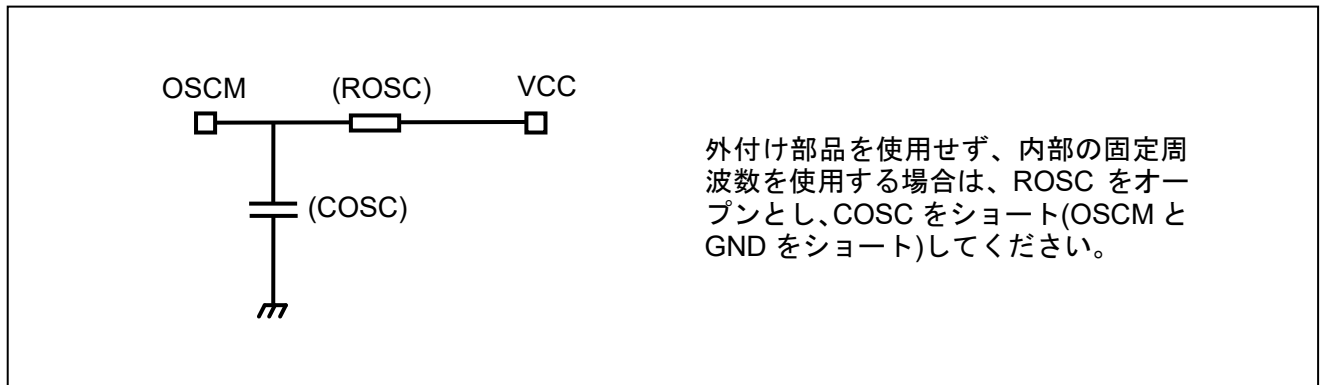 OSCM (ROSC) VCC
(COSC)
外付け部品を使用せず、内部の固定周
波数を使用する場合は、ROSC をオー
プンとし、COSC をショート(OSCM と
GND をショート)してください。